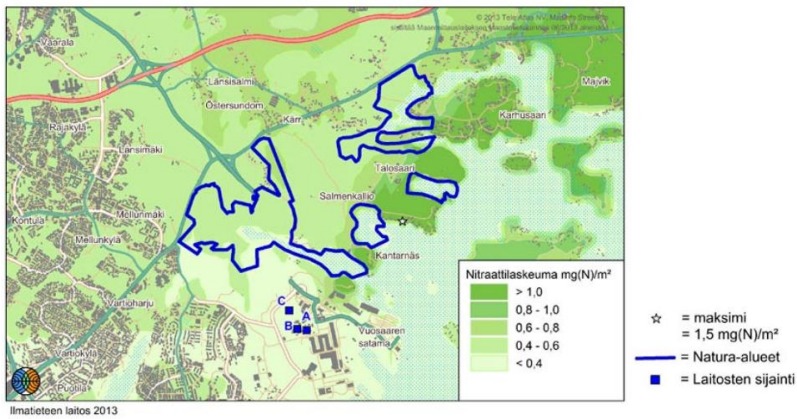 © 2013 Tele Atlas NV,
Vaarala
Länsisalmi
Majvik
Östersundom
Karhusaari
Rajakylä
Kärr
Länsimäki
Talosaari
Salmenkallio
Kontula
Mellunmäki
Mellunkylä
Kantarnäs
Vartioharju
C
A
B
Vuosaaren
satama
Vartiokylä
Puotila
Nitraattilaskeuma mg(N)/m²
> 1,0
0,8 - 1,0
0,6 - 0,8
0,4 - 0,6
< 0,4
= maksimi
= 1,5 mg(N)/m²
= Natura-alueet
= Laitosten sijainti
Ilmatieteen laitos 2013